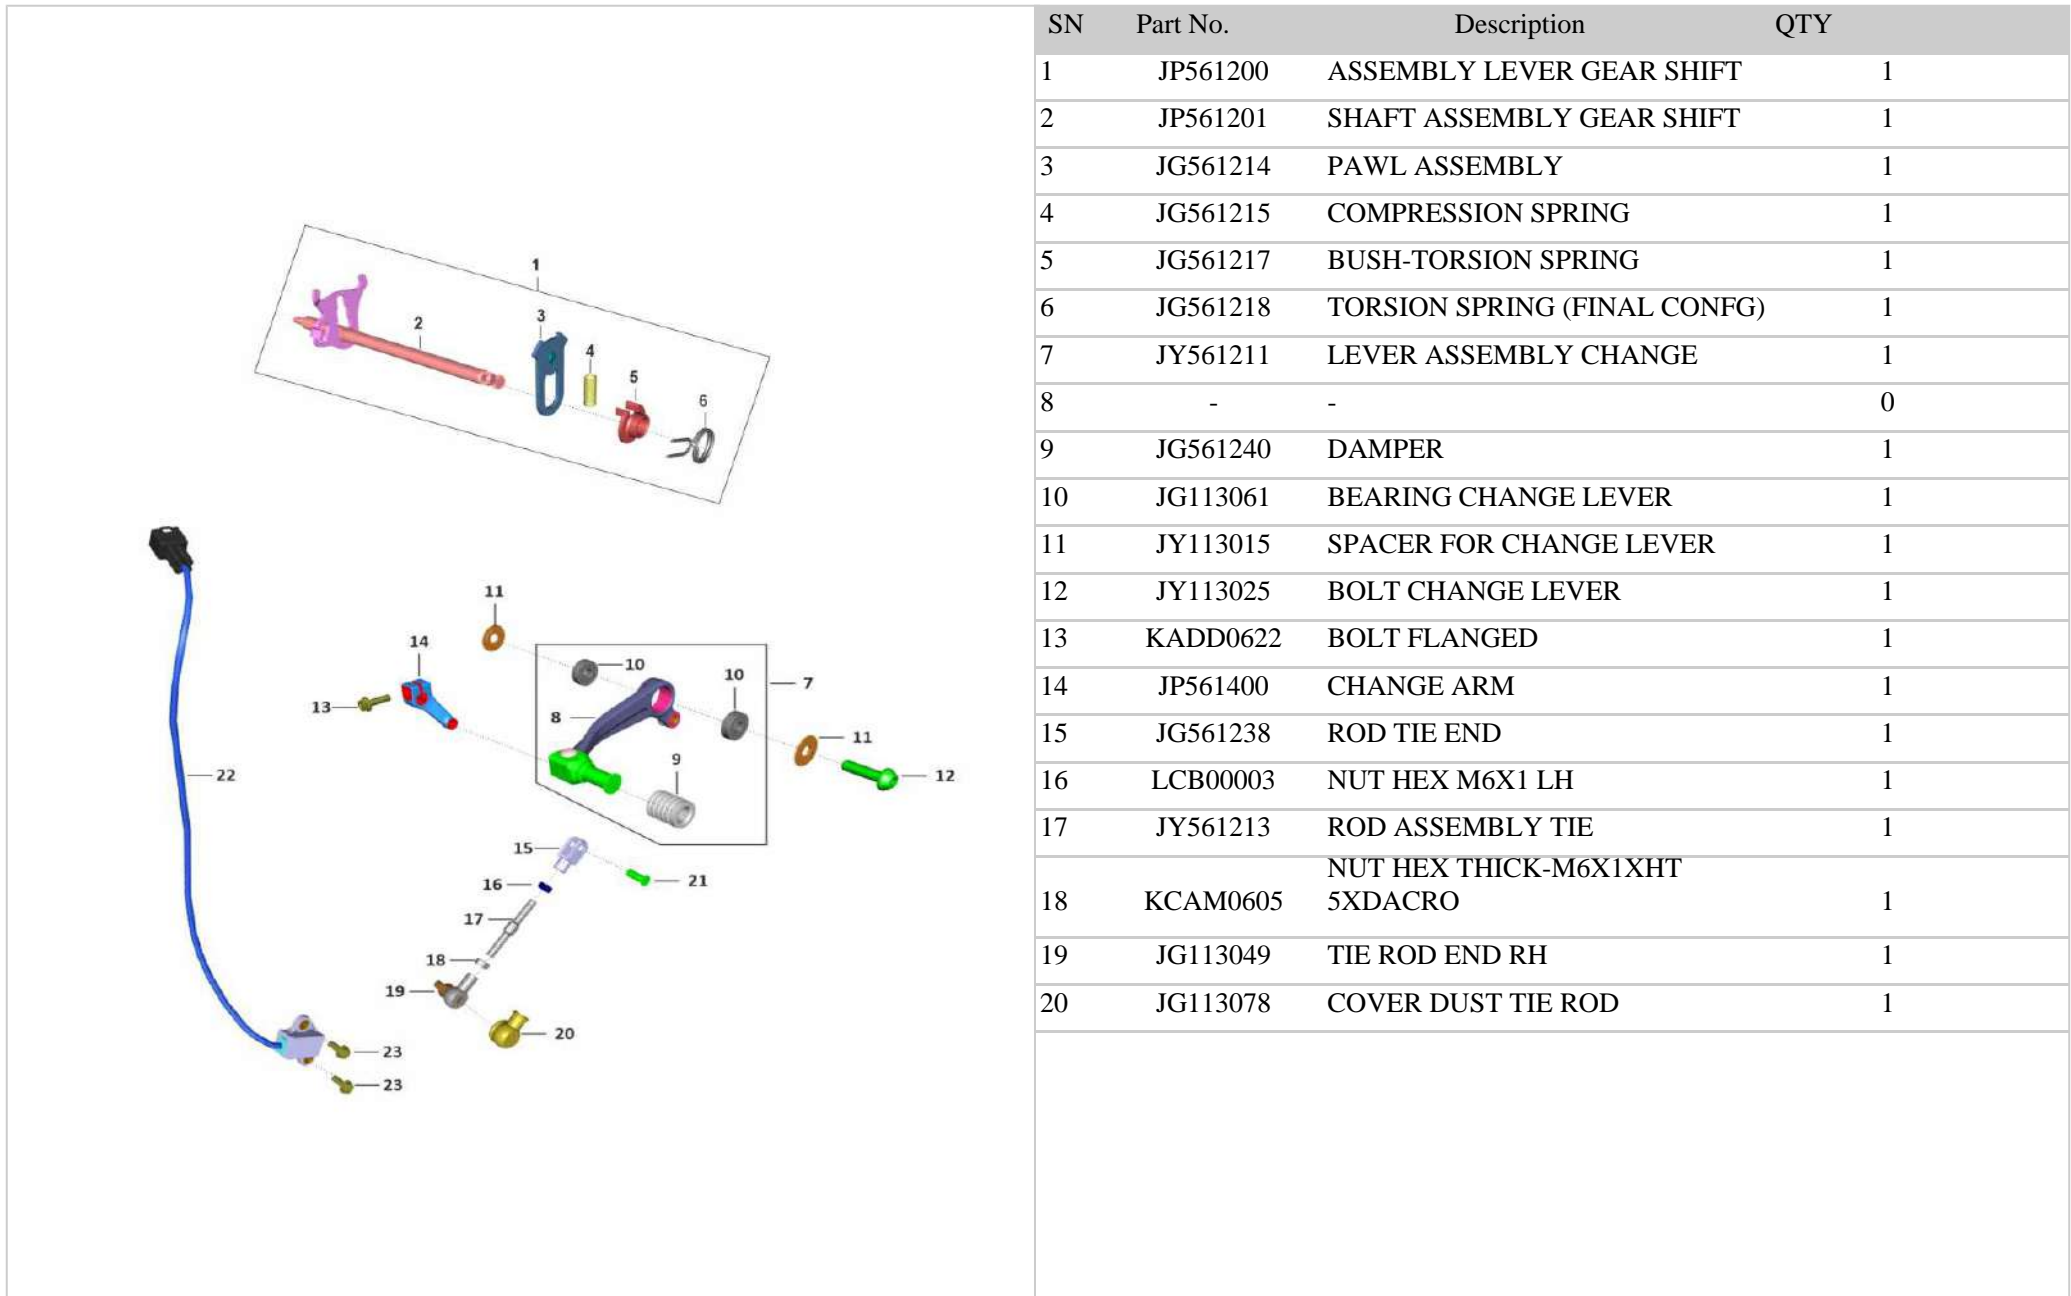 SN Part No. Description QTY
1 JP561200 ASSEMBLY LEVER GEAR SHIFT 1
2 JP561201 SHAFT ASSEMBLY GEAR SHIFT 1
3 JG561214 PAWL ASSEMBLY 1
4 JG561215 COMPRESSION SPRING 1
5 JG561217 BUSH-TORSION SPRING 1
6 JG561218 TORSION SPRING (FINAL CONFG) 1
7 JY561211 LEVER ASSEMBLY CHANGE 1
8 - - 0
9 JG561240 DAMPER 1
10 JG113061 BEARING CHANGE LEVER 1
11 JY113015 SPACER FOR CHANGE LEVER 1
12 JY113025 BOLT CHANGE LEVER 1
13 KADD0622 BOLT FLANGED 1
14 JP561400 CHANGE ARM 1
15 JG561238 ROD TIE END 1
16 LCB00003 NUT HEX M6X1 LH 1
17 JY561213 ROD ASSEMBLY TIE 1
NUT HEX THICK-M6X1XHT
18 KCAM0605 5XDACRO 1
19 JG113049 TIE ROD END RH 1
20 JG113078 COVER DUST TIE ROD 1
1
2
3
4
5
6
11
14
10
10
7
13
8
11
9
12
22
15
21
16
17
18
19
20
23
23